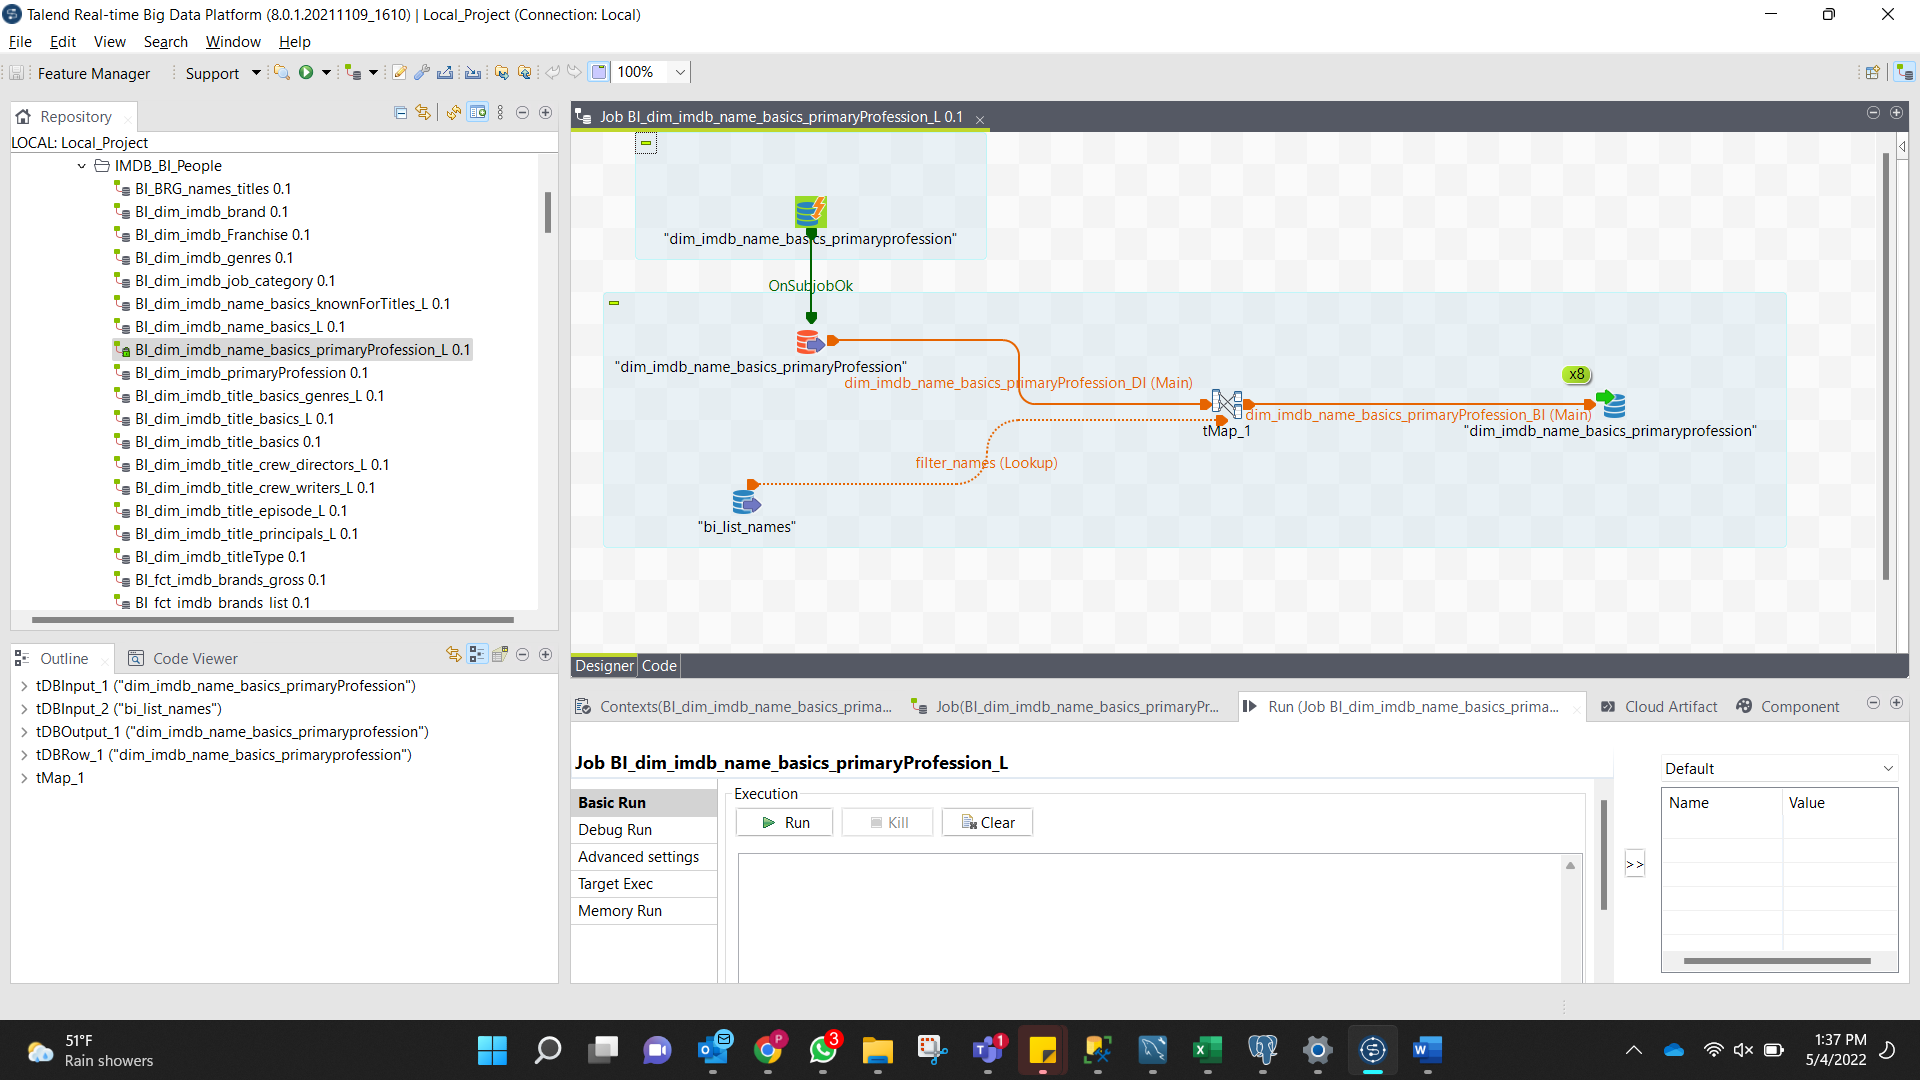 Talend Real-time Big Data Platform (8.0.1.20211109_1610) | Local_Project (Connection: Local)
File Edit View Search Window Help
Feature Manager Support 100%
Repository
LOCAL: Local_Project
IMDB_BI_People
BI_BRG_names_titles 0.1
BI_dim_imdb_brand 0.1
BI_dim_imdb_Franchise 0.1
BI_dim_imdb_genres 0.1
BI_dim_imdb_job_category 0.1
BI_dim_imdb_name_basics_knownForTitles_L 0.1
BI_dim_imdb_name_basics_L 0.1
BI_dim_imdb_name_basics_primaryProfession_L 0.1
BI_dim_imdb_primaryProfession 0.1
BI_dim_imdb_title_basics_genres_L 0.1
BI_dim_imdb_title_basics_L 0.1
BI_dim_imdb_title_basics 0.1
BI_dim_imdb_title_crew_directors_L 0.1
BI_dim_imdb_title_crew_writers_L 0.1
BI_dim_imdb_title_episode_L 0.1
BI_dim_imdb_title_principals_L 0.1
BI_dim_imdb_titleType 0.1
BI_fct_imdb_brands_gross 0.1
BI_fct_imdb_brands_list 0.1
Job BI_dim_imdb_name_basics_primaryProfession_L 0.1
"dim_imdb_name_basics_primaryprofession"
OnSubjobOk
"dim_imdb_name_basics_primaryProfession"
dim_imdb_name_basics_primaryProfession_DI (Main)
x8
dim_imdb_name_basics_primaryProfession_BI (Main)
tMap_1
"dim_imdb_name_basics_primaryprofession"
filter_names (Lookup)
"bi_list_names"
Designer Code
Outline Code Viewer
tDBInput_1 ("dim_imdb_name_basics_primaryProfession")
tDBInput_2 ("bi_list_names")
tDBOutput_1 ("dim_imdb_name_basics_primaryprofession")
tDBRow_1 ("dim_imdb_name_basics_primaryprofession")
tMap_1
Contexts(BI_dim_imdb_name_basics_prima... Job(BI_dim_imdb_name_basics_primaryPr... Run (Job BI_dim_imdb_name_basics_prima... Cloud Artifact Component
Job BI_dim_imdb_name_basics_primaryProfession_L
Basic Run
Debug Run
Advanced settings
Target Exec
Memory Run
Execution
Run Kill Clear
>>
Default
Name Value
51°F
Rain showers
P
3
1
1:37 PM
5/4/2022